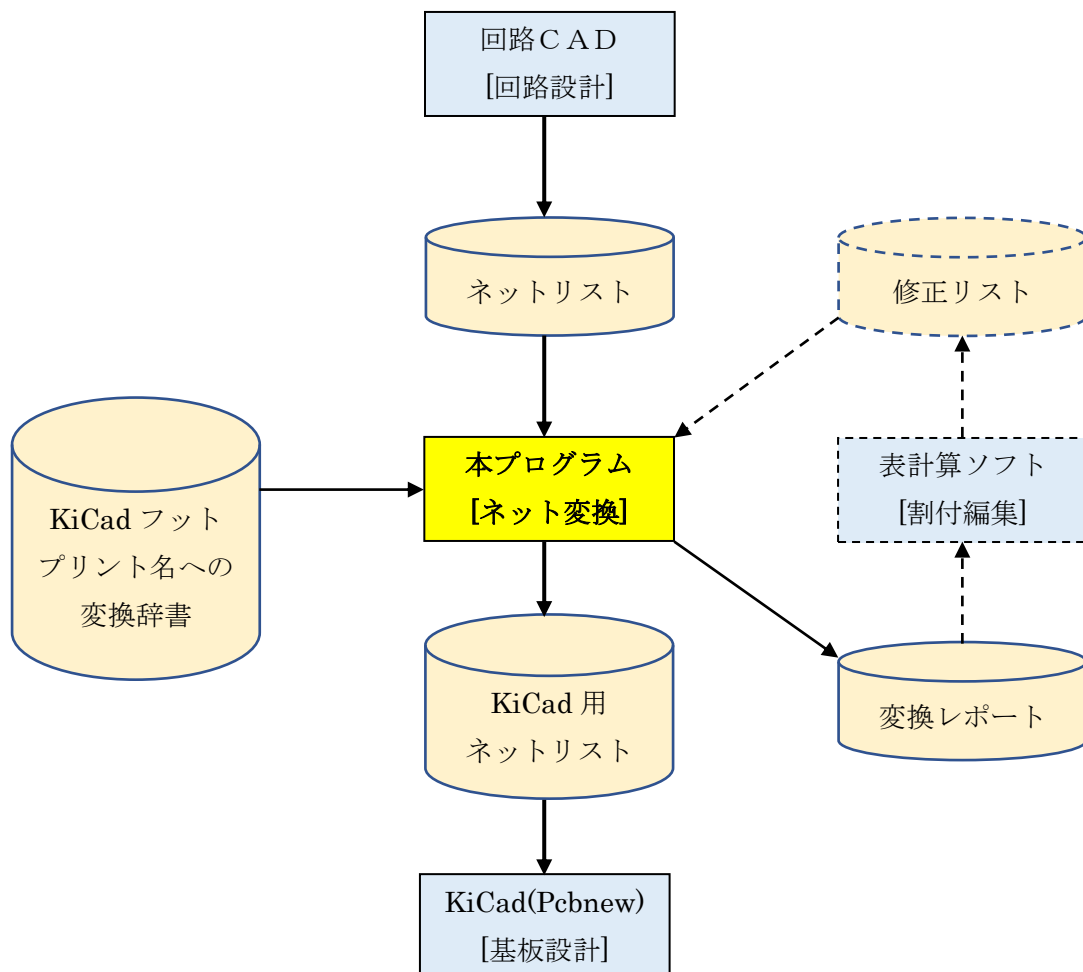 回路ＣＡＤ
[回路設計]
ネットリスト
修正リスト
本プログラム
[ネット変換]
表計算ソフト
[割付編集]
KiCad フット
プリント名への
変換辞書
KiCad 用
ネットリスト
変換レポート
KiCad(Pcbnew)
[基板設計]